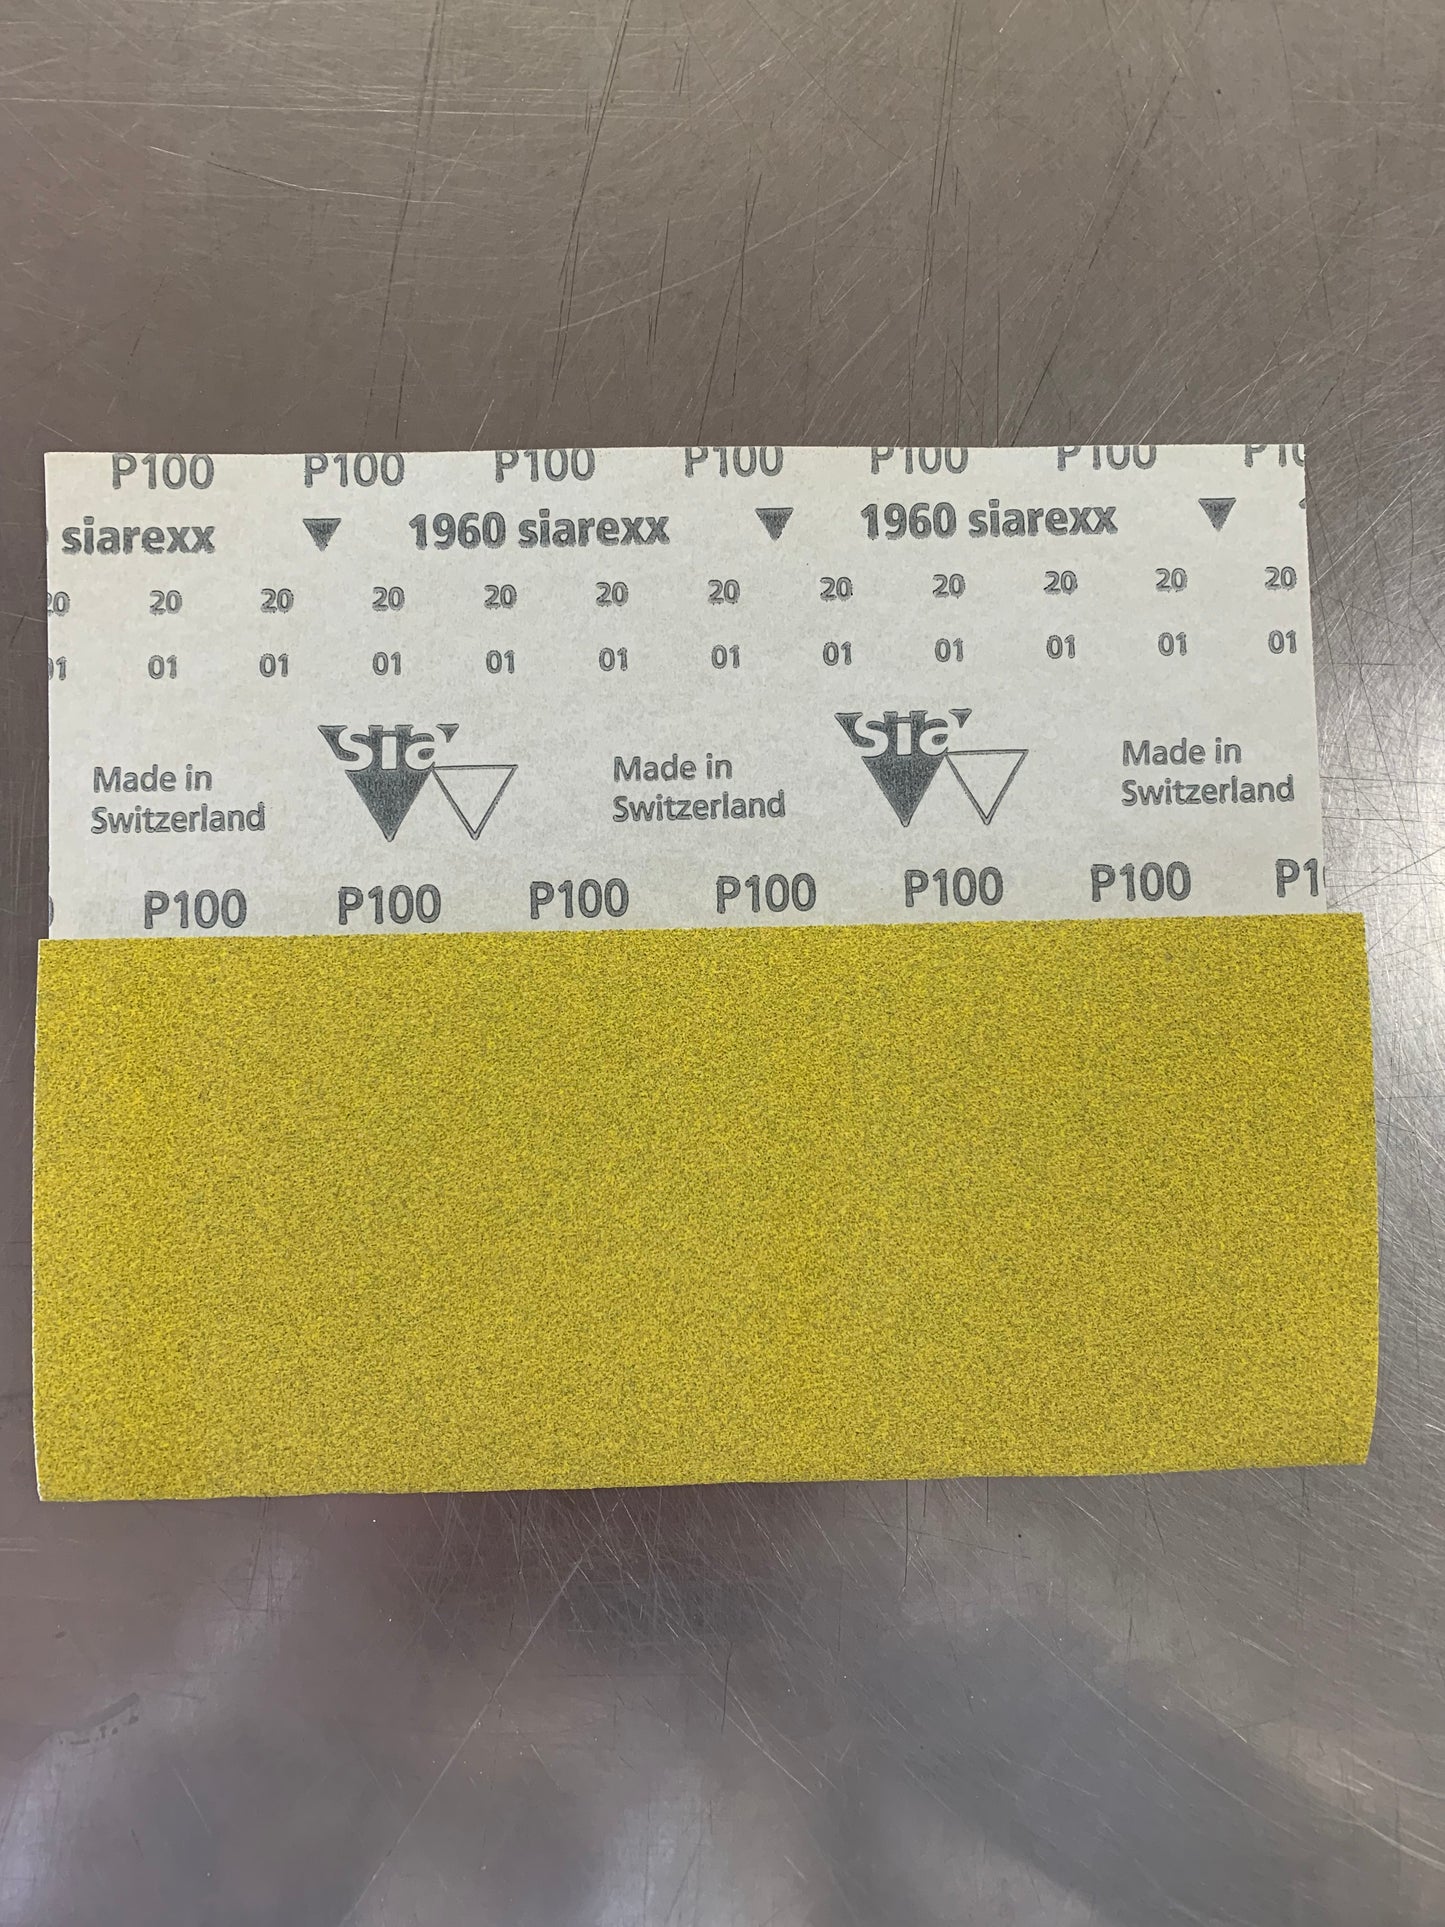 P100 P100 P100 P100 P100 P100
siarexx 1960 siarexx 1960 siarexx
20 20 20 20 20 20 20 20 20 20 20 20
01 01 01 01 01 01 01 01 01 01 01
sia sia
Made in Made in Made in
Switzerland Switzerland Switzerland
P100 P100 P100 P100 P100 P100 P1